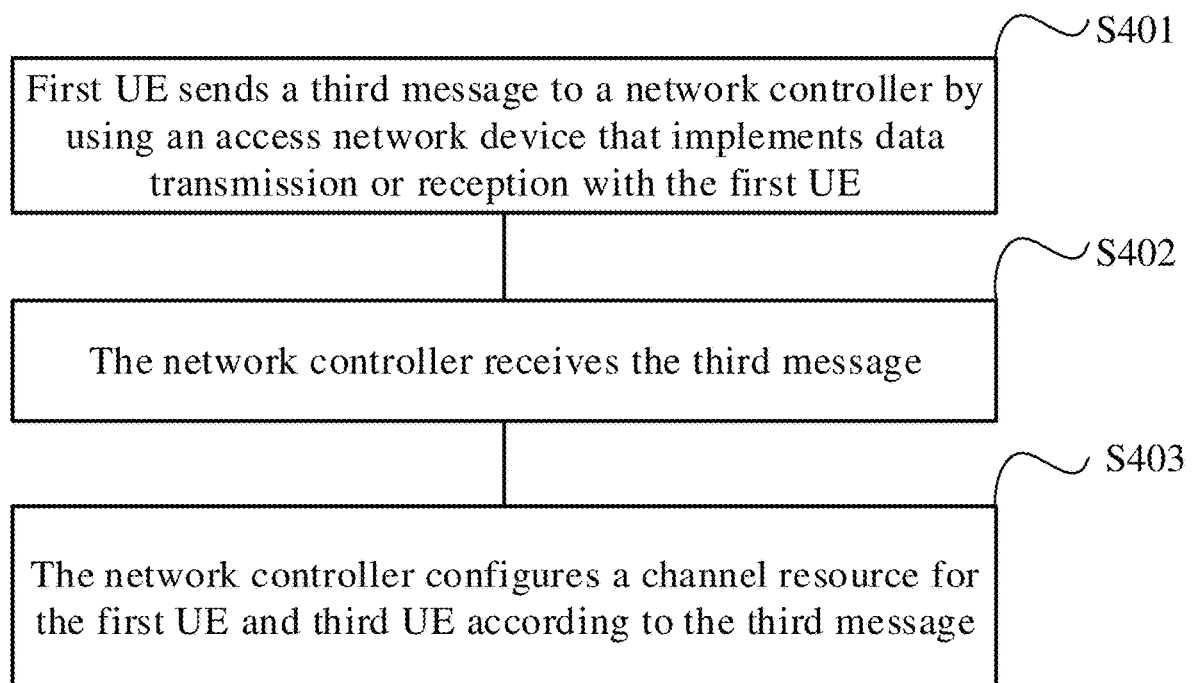 S401
First UE sends a third message to a network controller by
using an access network device that implements data
transmission or reception with the first UE
S402
The network controller receives the third message
S403
The network controller configures a channel resource for
the first UE and third UE according to the third message